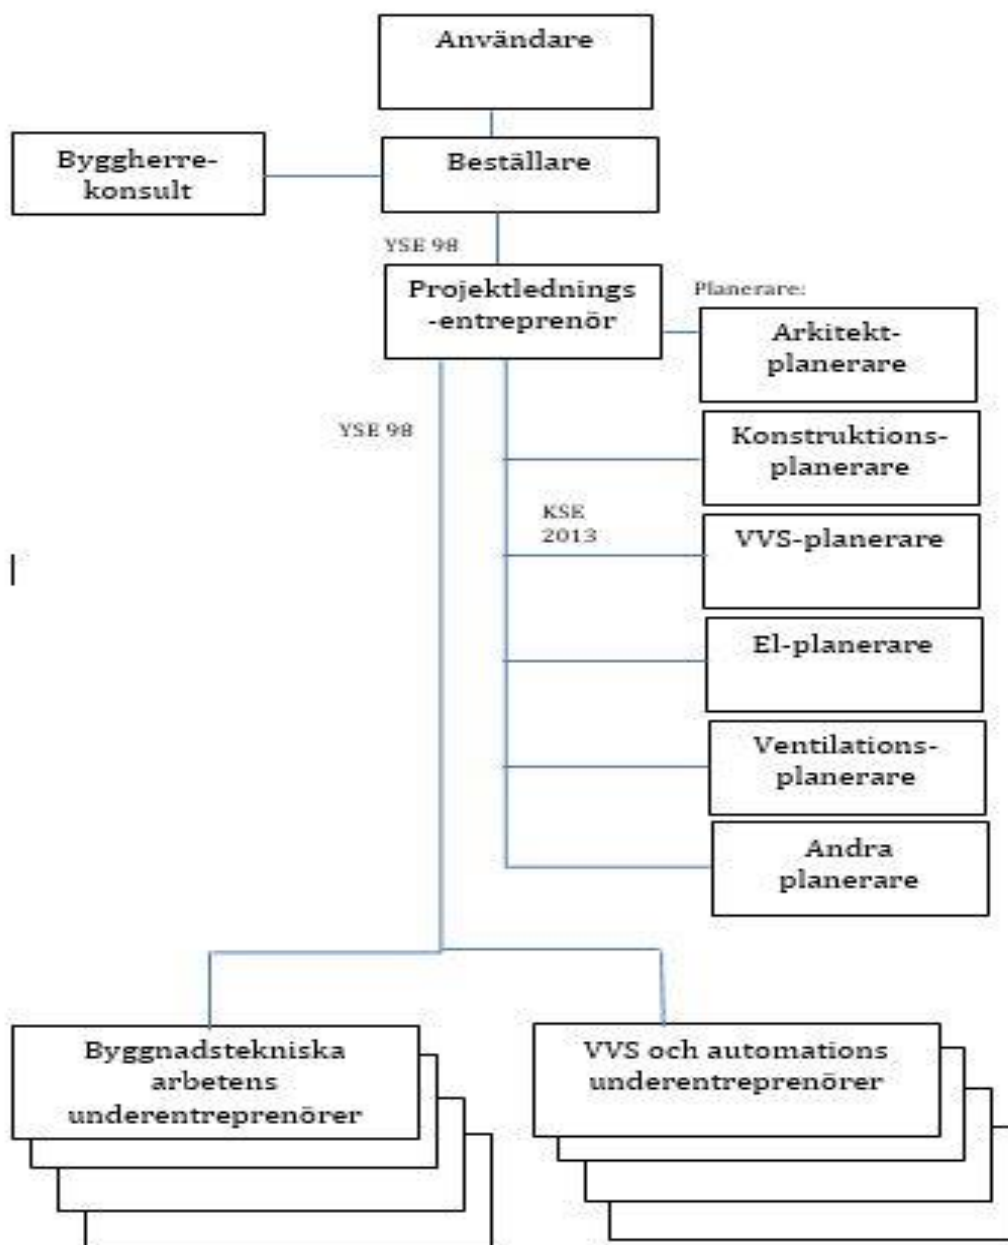 Användare
Byggherre-
konsult
Beställare
YSE 98
Projektlednings
-entreprenör
Planerare:
Arkitekt-
planerare
YSE 98
Konstruktions-
planerare
KSE
2013
VVS-planerare
El-planerare
Ventilations-
planerare
Andra
planerare
Byggnadstekniska
arbetens
underentreprenörer
VVS och automations
underentreprenörer